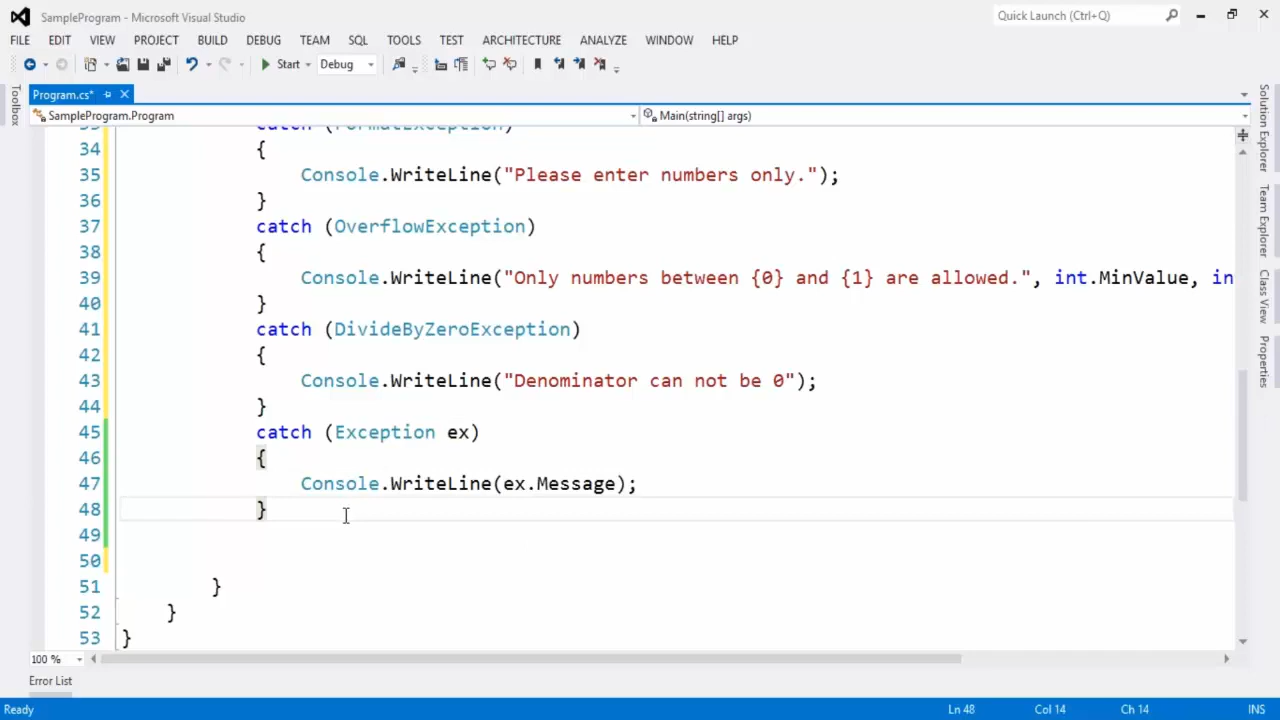 SampleProgram - Microsoft Visual Studio
Quick Launch (Ctrl+Q)
FILE EDIT VIEW PROJECT BUILD DEBUG TEAM SQL TOOLS TEST ARCHITECTURE ANALYZE WINDOW HELP
Start Debug
Toolbox
Program.cs*
SampleProgram.Program
Main(string[] args)
33 catch (FormatException)
34 {
35 Console.WriteLine("Please enter numbers only.");
36 }
37 catch (OverflowException)
38 {
39 Console.WriteLine("Only numbers between {0} and {1} are allowed.", int.MinValue, in
40 }
41 catch (DivideByZeroException)
42 {
43 Console.WriteLine("Denominator can not be 0");
44 }
45 catch (Exception ex)
46 {
47 Console.WriteLine(ex.Message);
48 }
49
50
51 }
52 }
53 }
Solution Explorer
Team Explorer
Class View
Properties
100 %
Error List
Ready Ln 48 Col 14 Ch 14 INS